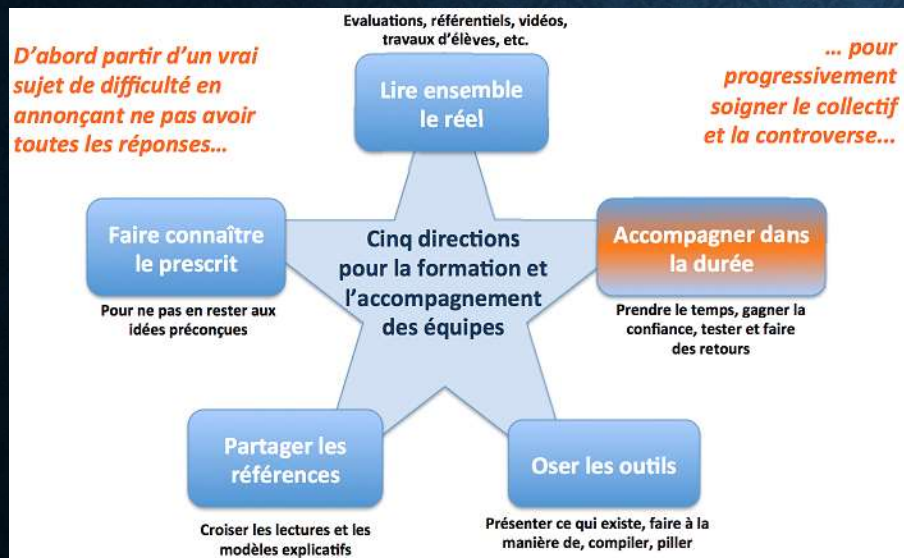 Evaluations, référentiels, vidéos,
travaux d'élèves, etc.
D'abord partir d'un vrai
sujet de difficulté en
annonçant ne pas avoir
toutes les réponses...
... pour
progressivement
soigner le collectif
et la controverse...
Lire ensemble
le réel
Faire connaître
le prescrit
Pour ne pas en rester aux
idées préconçues
Cinq directions
pour la formation et
l'accompagnement
des équipes
Accompagner dans
la durée
Prendre le temps, gagner la
confiance, tester et faire
des retours
Partager les
références
Croiser les lectures et les
modèles explicatifs
Oser les outils
Présenter ce qui existe, faire à la
manière de, compiler, piller